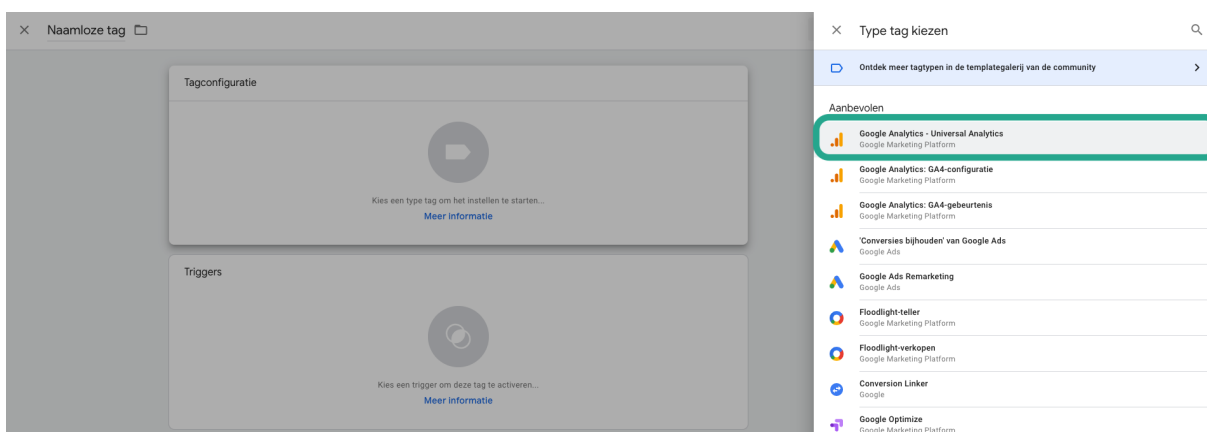 Naamloze tag
Tagconfiguratie
Kies een type tag om het instellen te starten...
Meer informatie
Triggers
Kies een trigger om deze tag te activeren...
Meer informatie
Type tag kiezen
Ontdek meer tagtypen in de templategalerij van de community
Aanbevolen
Google Analytics - Universal Analytics
Google Marketing Platform
Google Analytics: GA4-configuratie
Google Marketing Platform
Google Analytics: GA4-gebeurtenis
Google Marketing Platform
'Conversies bijhouden' van Google Ads
Google Ads
Google Ads Remarketing
Google Ads
Floodlight-teller
Google Marketing Platform
Floodlight-verkopen
Google Marketing Platform
Conversion Linker
Google
Google Optimize
Google Marketing Platform